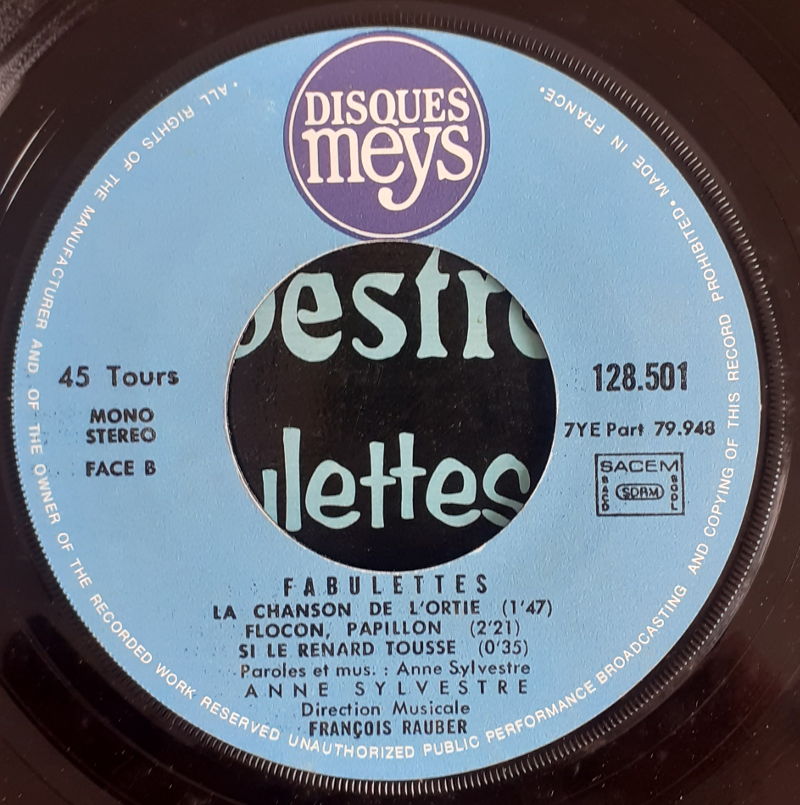 DISQUES
meys
• ALL RIGHTS OF THE MANUFACTURER AND. OF THE OWNER OF THE RECORDED WORK RESERVED UNAUTHORIZED PUBLIC PERFORMANCE BROADCASTING AND COPYING OF THIS RECORD PROHIBITED • MADE IN FRANCE •
45 Tours
MONO
STEREO
FACE B
128.501
7YE Part 79.948
SACEM
SACD
SDRM
SGDL
FABULETTES
LA CHANSON DE L'ORTIE (1'47)
FLOCON, PAPILLON (2'21)
SI LE RENARD TOUSSE (0'35)
Paroles et mus. : Anne Sylvestre
ANNE SYLVESTRE
Direction Musicale
FRANÇOIS RAUBER